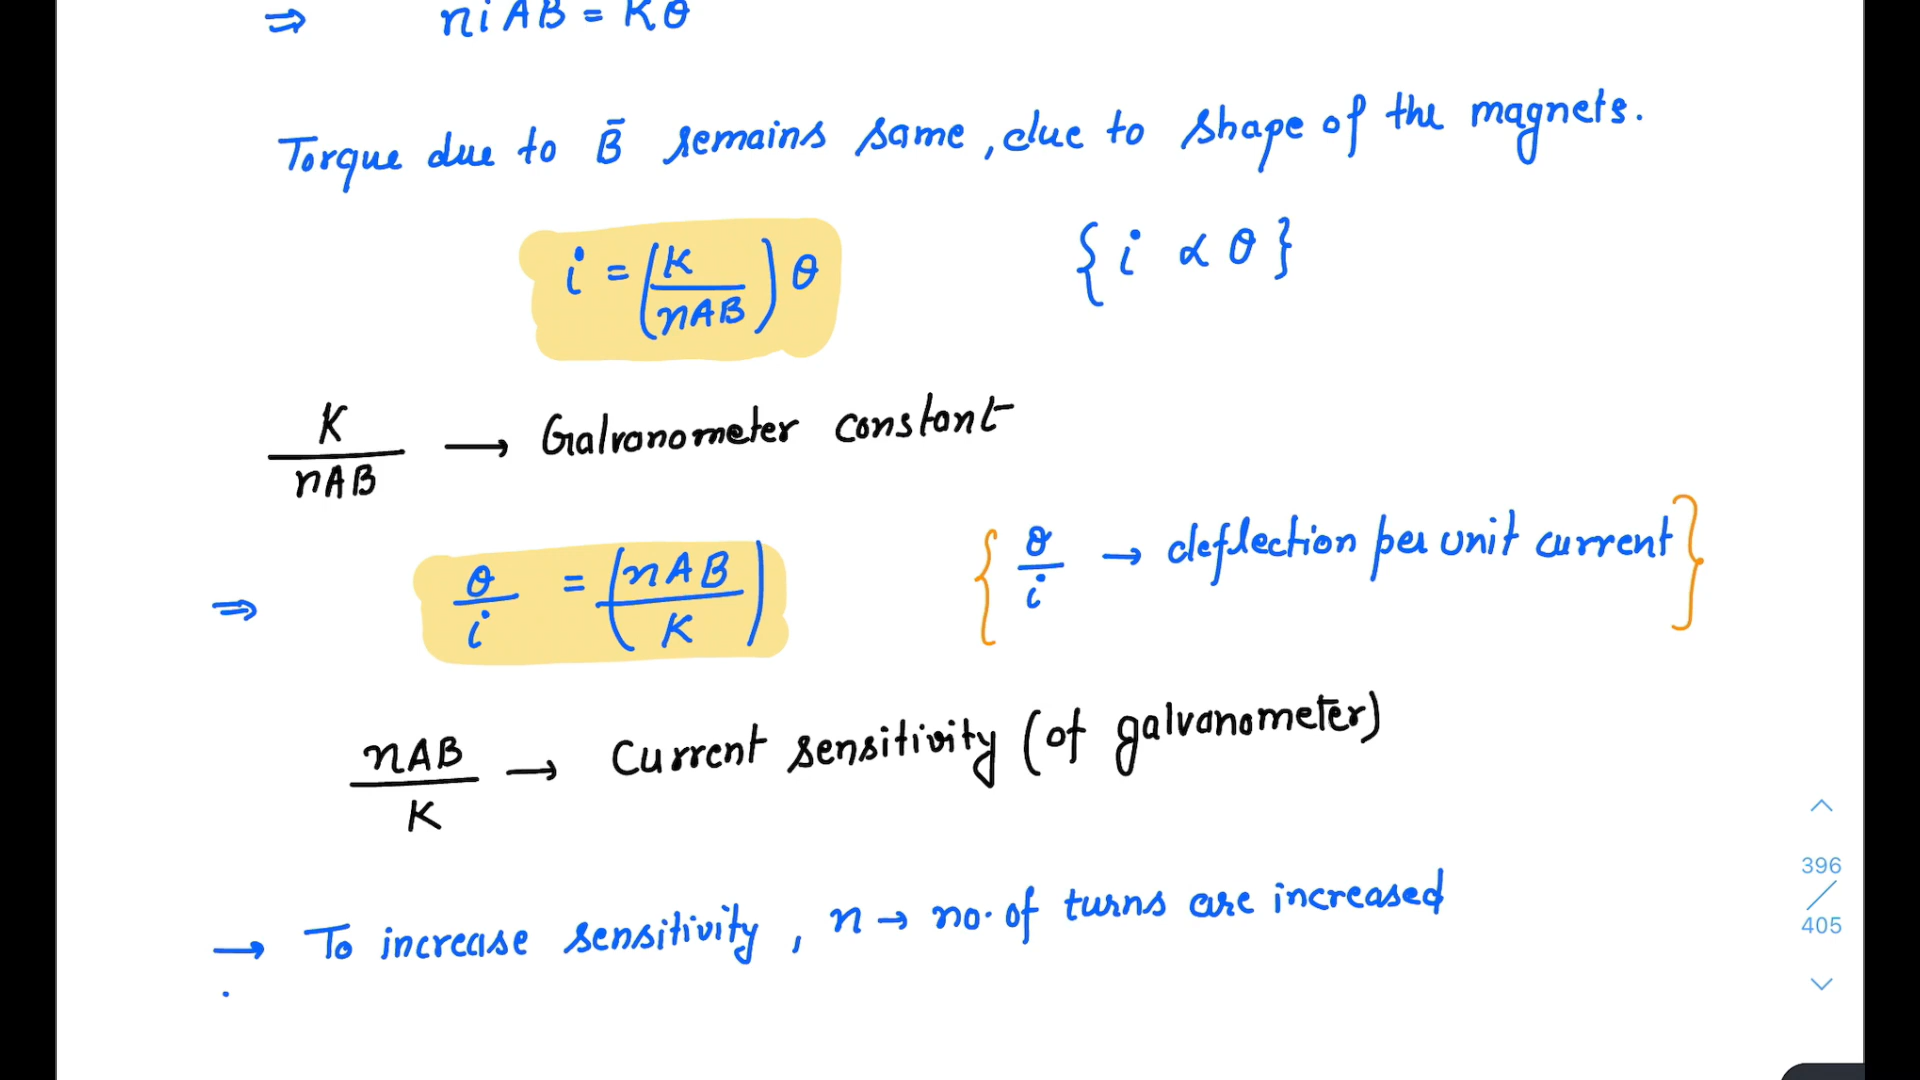 ⇒ niAB = Kθ
Torque due to B̄ remains same, due to shape of the magnets.
i = (K/nAB) θ {i ∝ θ}
K/nAB → Galvanometer constant
⇒ θ/i = (nAB/K) {θ/i → deflection per unit current}
nAB/K → Current sensitivity (of galvanometer)
→ To increase sensitivity, n → no. of turns are increased
396
/
405